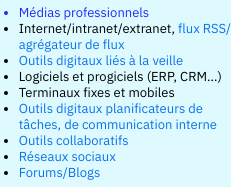 • Médias professionnels
• Internet/intranet/extranet, flux RSS/
agrégateur de flux
• Outils digitaux liés à la veille
• Logiciels et progiciels (ERP, CRM...)
• Terminaux fixes et mobiles
• Outils digitaux planificateurs de
tâches, de communication interne
• Outils collaboratifs
• Réseaux sociaux
• Forums/Blogs